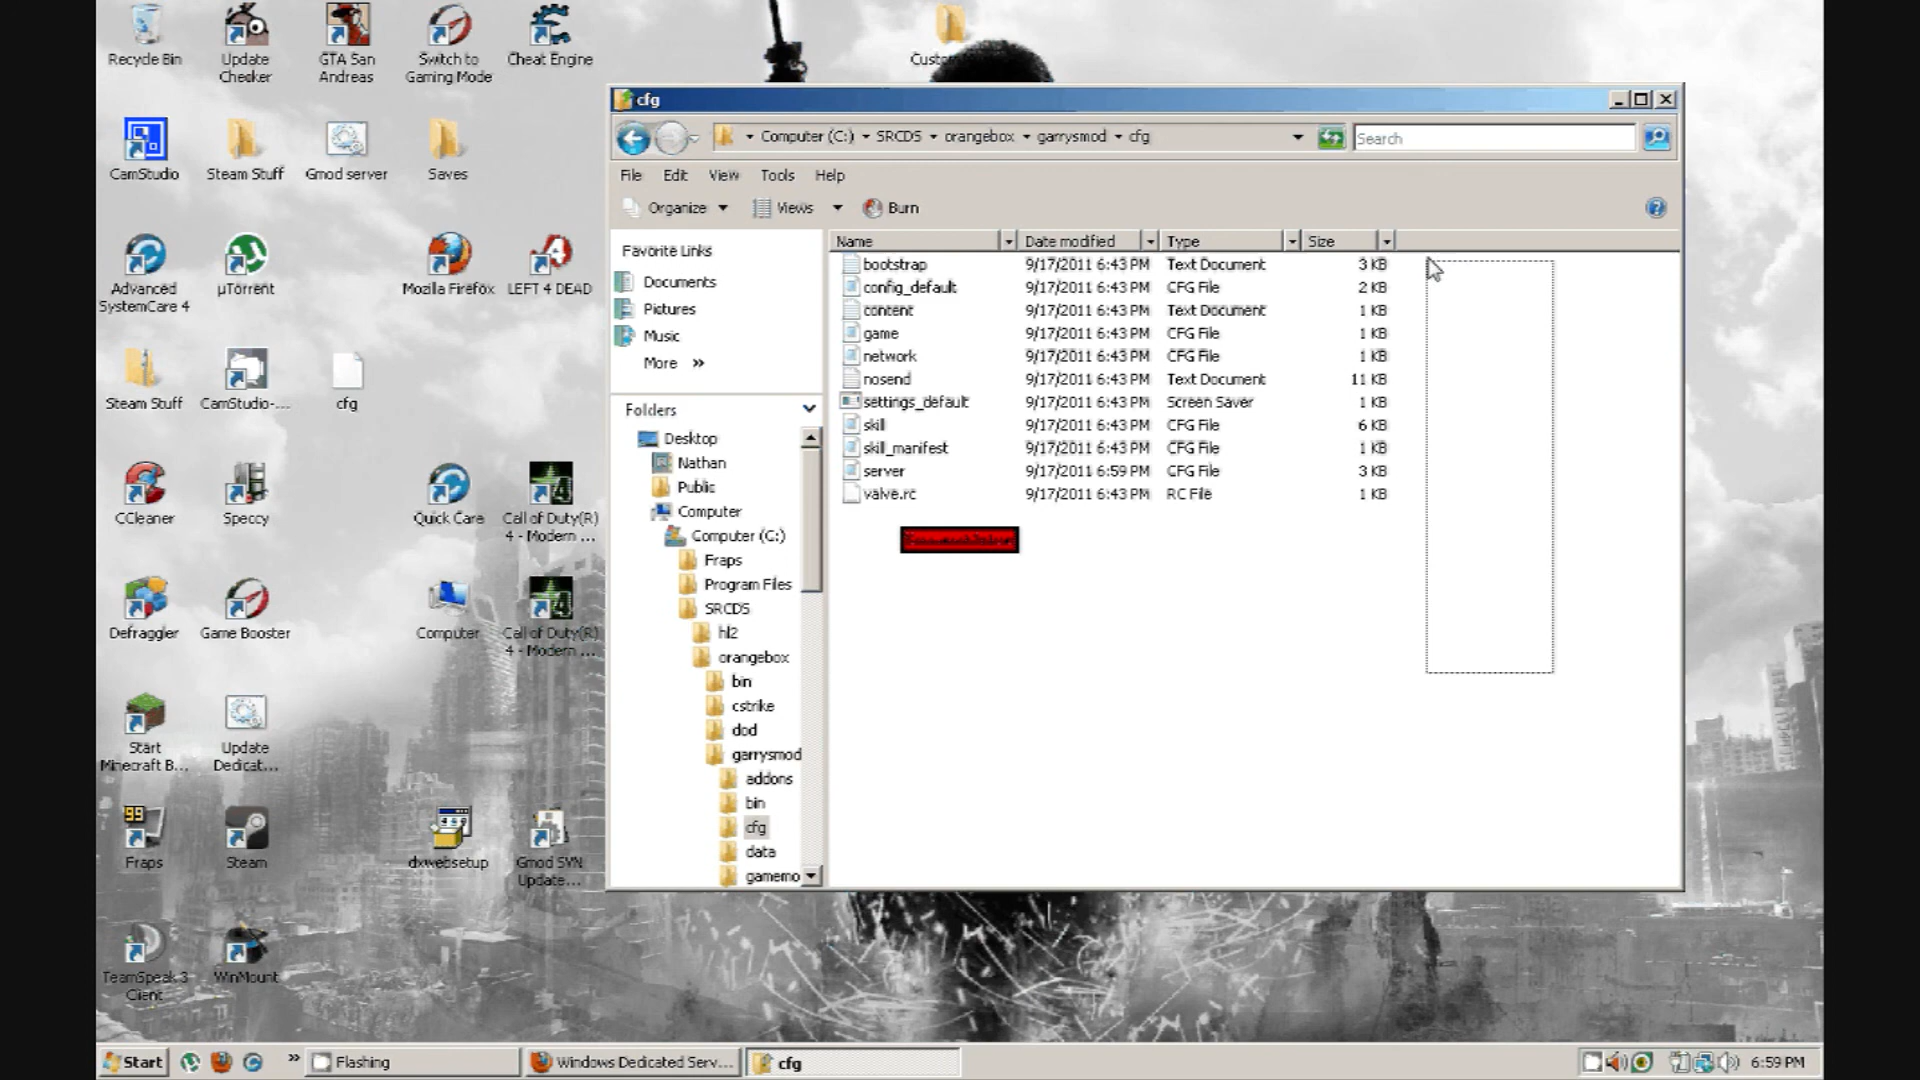 Recycle Bin
Update Checker
GTA San Andreas
Switch to Gaming Mode
Cheat Engine
CamStudio
Steam Stuff
Gmod server
Saves
Advanced SystemCare 4
µTorrent
Mozilla Firefox
LEFT 4 DEAD
Steam Stuff
CamStudio-...
cfg
CCleaner
Speccy
Quick Care
Call of Duty(R) 4 - Modern ...
Defraggler
Game Booster
Computer
Call of Duty(R) 4 - Modern ...
Start Minecraft B...
Update Dedicat...
Fraps
Steam
dxwebsetup
Gmod SVN Update...
TeamSpeak 3 Client
WinMount
cfg
Computer (C:) SRCDS orangebox garrysmod cfg
Search
File Edit View Tools Help
Organize Views Burn
Favorite Links
Documents
Pictures
Music
More »
Folders
Desktop
Nathan
Public
Computer
Computer (C:)
Fraps
Program Files
SRCDS
hl2
orangebox
bin
cstrike
dod
garrysmod
addons
bin
cfg
data
gamemo
Name Date modified Type Size
bootstrap 9/17/2011 6:43 PM Text Document 3 KB
config_default 9/17/2011 6:43 PM CFG File 2 KB
content 9/17/2011 6:43 PM Text Document 1 KB
game 9/17/2011 6:43 PM CFG File 1 KB
network 9/17/2011 6:43 PM CFG File 1 KB
nosend 9/17/2011 6:43 PM Text Document 11 KB
settings_default 9/17/2011 6:43 PM Screen Saver 1 KB
skill 9/17/2011 6:43 PM CFG File 6 KB
skill_manifest 9/17/2011 6:43 PM CFG File 1 KB
server 9/17/2011 6:59 PM CFG File 3 KB
valve.rc 9/17/2011 6:43 PM RC File 1 KB
Start
»
Flashing
Windows Dedicated Serv...
cfg
6:59 PM